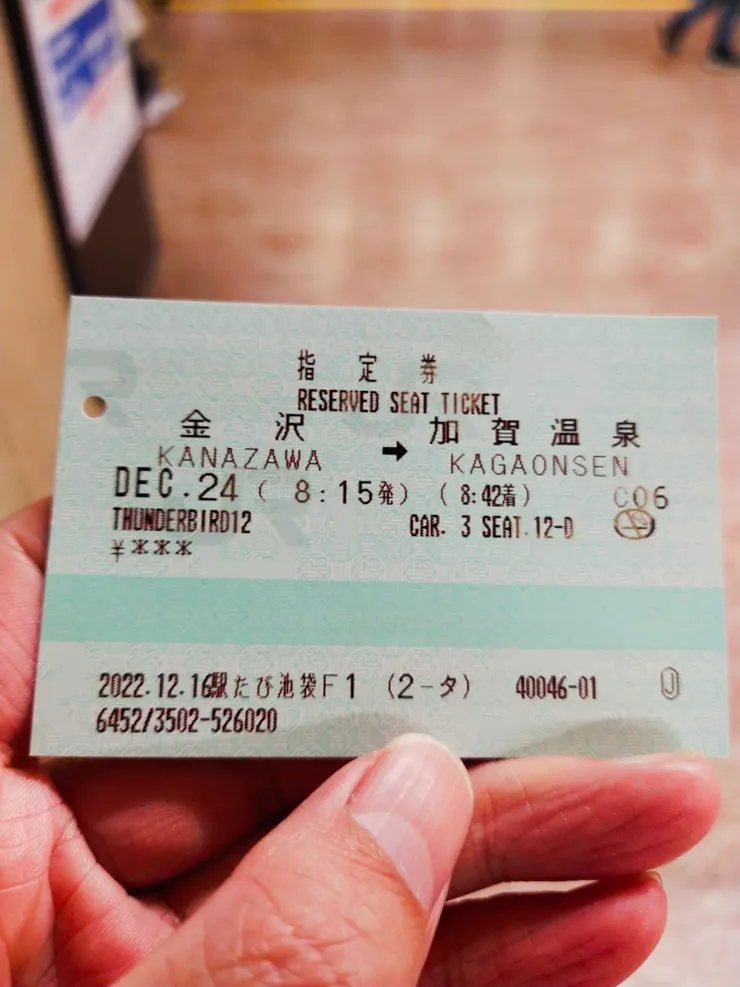 指定券
RESERVED SEAT TICKET
金沢 → 加賀温泉
KANAZAWA KAGAONSEN
DEC.24 ( 8:15発) ( 8:42着) C06
THUNDERBIRD12 CAR. 3 SEAT.12-D
¥***
2022.12.16駅たび池袋F1 (2-タ) 40046-01 Ⓙ
6452/3502-526020